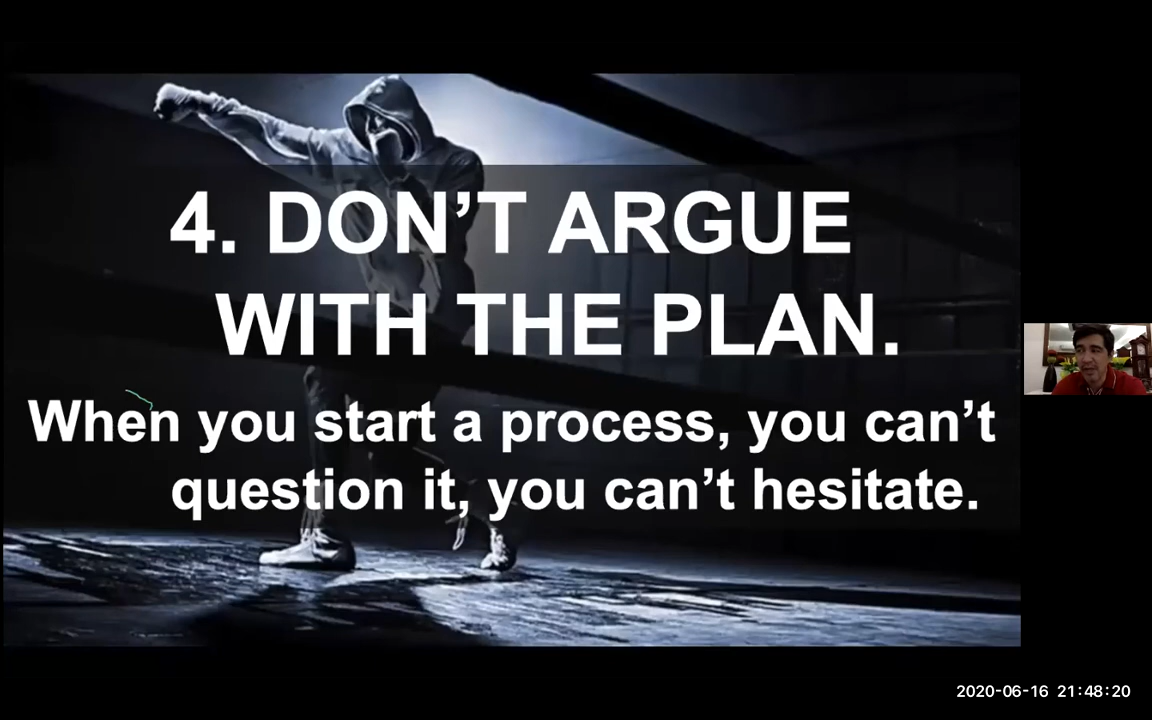 4. DON’T ARGUE
WITH THE PLAN.
When you start a process, you can’t
question it, you can’t hesitate.
2020-06-16 21:48:20